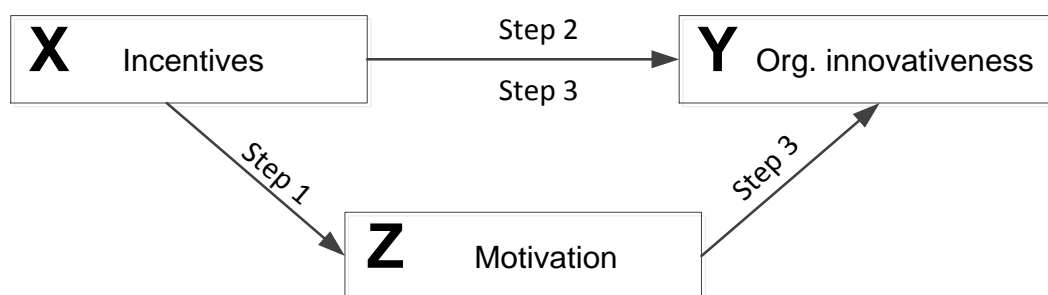 Step 2
X Incentives
Y Org. innovativeness
Step 3
Step 1
Step 3
Z Motivation